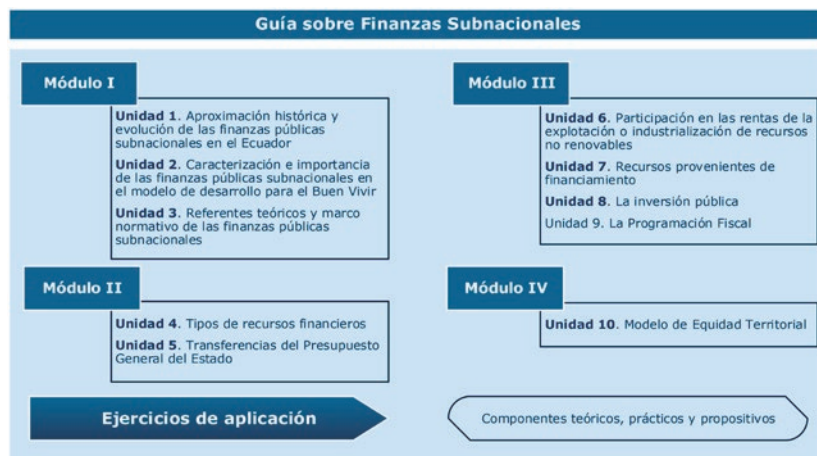 Guía sobre Finanzas Subnacionales
Módulo I
Unidad 1. Aproximación histórica y
evolución de las finanzas públicas
subnacionales en el Ecuador
Unidad 2. Caracterización e importancia
de las finanzas públicas subnacionales en
el modelo de desarrollo para el Buen Vivir
Unidad 3. Referentes teóricos y marco
normativo de las finanzas públicas
subnacionales
Módulo II
Unidad 4. Tipos de recursos financieros
Unidad 5. Transferencias del Presupuesto
General del Estado
Módulo III
Unidad 6. Participación en las rentas de la
explotación o industrialización de recursos
no renovables
Unidad 7. Recursos provenientes de
financiamiento
Unidad 8. La inversión pública
Unidad 9. La Programación Fiscal
Módulo IV
Unidad 10. Modelo de Equidad Territorial
Ejercicios de aplicación
Componentes teóricos, prácticos y propositivos